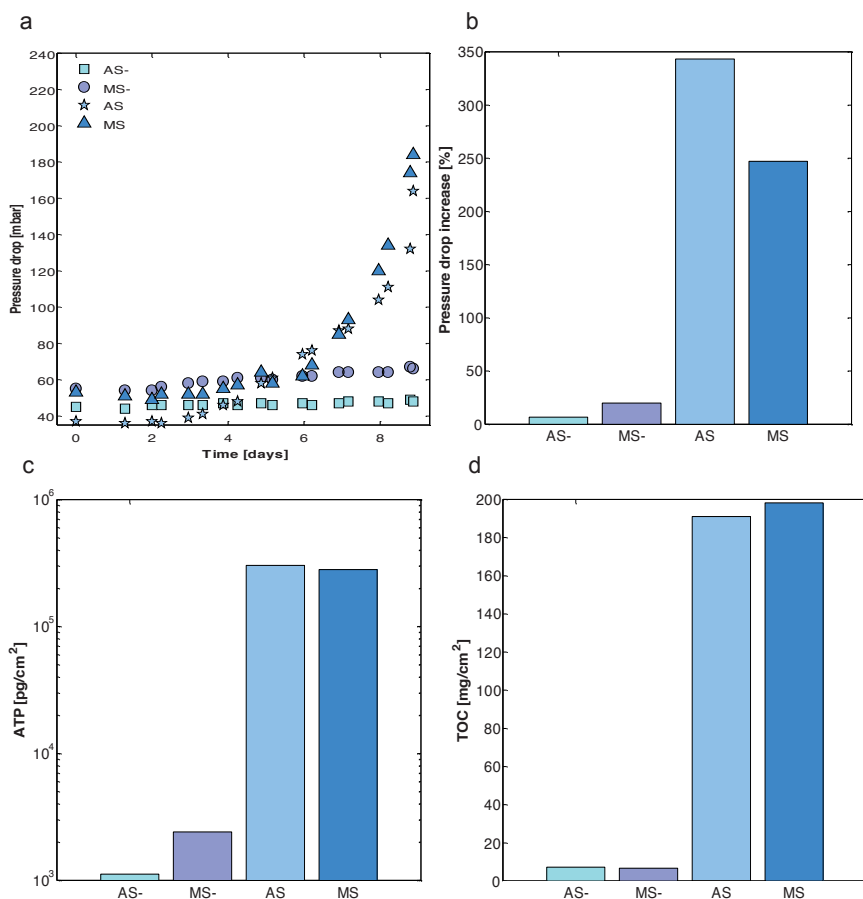 a
240
220
200
180
160
140
120
100
80
60
40
0
2
4
6
8
Pressure drop [mbar]
Time [days]
AS-
MS-
AS
MS
b
350
300
250
200
150
100
50
0
Pressure drop increase [%]
AS-
MS-
AS
MS
c
10^6
10^5
10^4
10^3
ATP [pg/cm^2]
AS-
MS-
AS
MS
d
200
180
160
140
120
100
80
60
40
20
0
TOC [mg/cm^2]
AS-
MS-
AS
MS